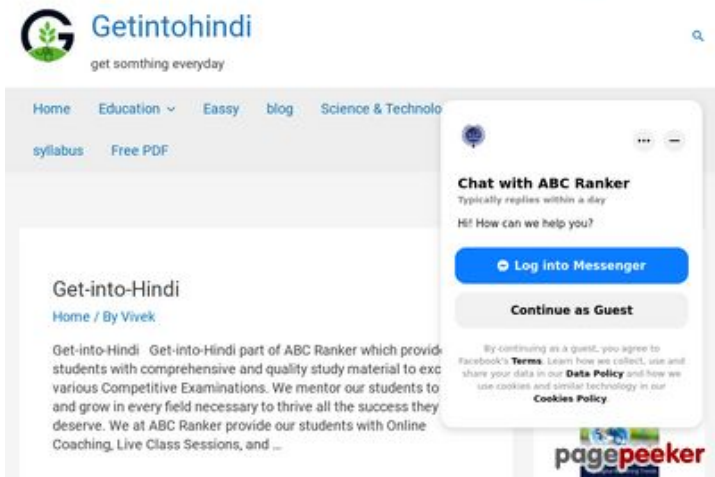 Getintohindi
get somthing everyday
Home Education Eassy blog Science & Technolo
syllabus Free PDF
Chat with ABC Ranker
Typically replies within a day
Hi! How can we help you?
Log into Messenger
Continue as Guest
By continuing as a guest, you agree to
Facebook's Terms. Learn how we collect, use and
share your data in our Data Policy and how we
use cookies and similar technology in our
Cookies Policy.
Get-into-Hindi
Home / By Vivek
Get-into-Hindi Get-into-Hindi part of ABC Ranker which provide
students with comprehensive and quality study material to exc
various Competitive Examinations. We mentor our students to
and grow in every field necessary to thrive all the success they
deserve. We at ABC Ranker provide our students with Online
Coaching, Live Class Sessions, and ...
pagepeeker